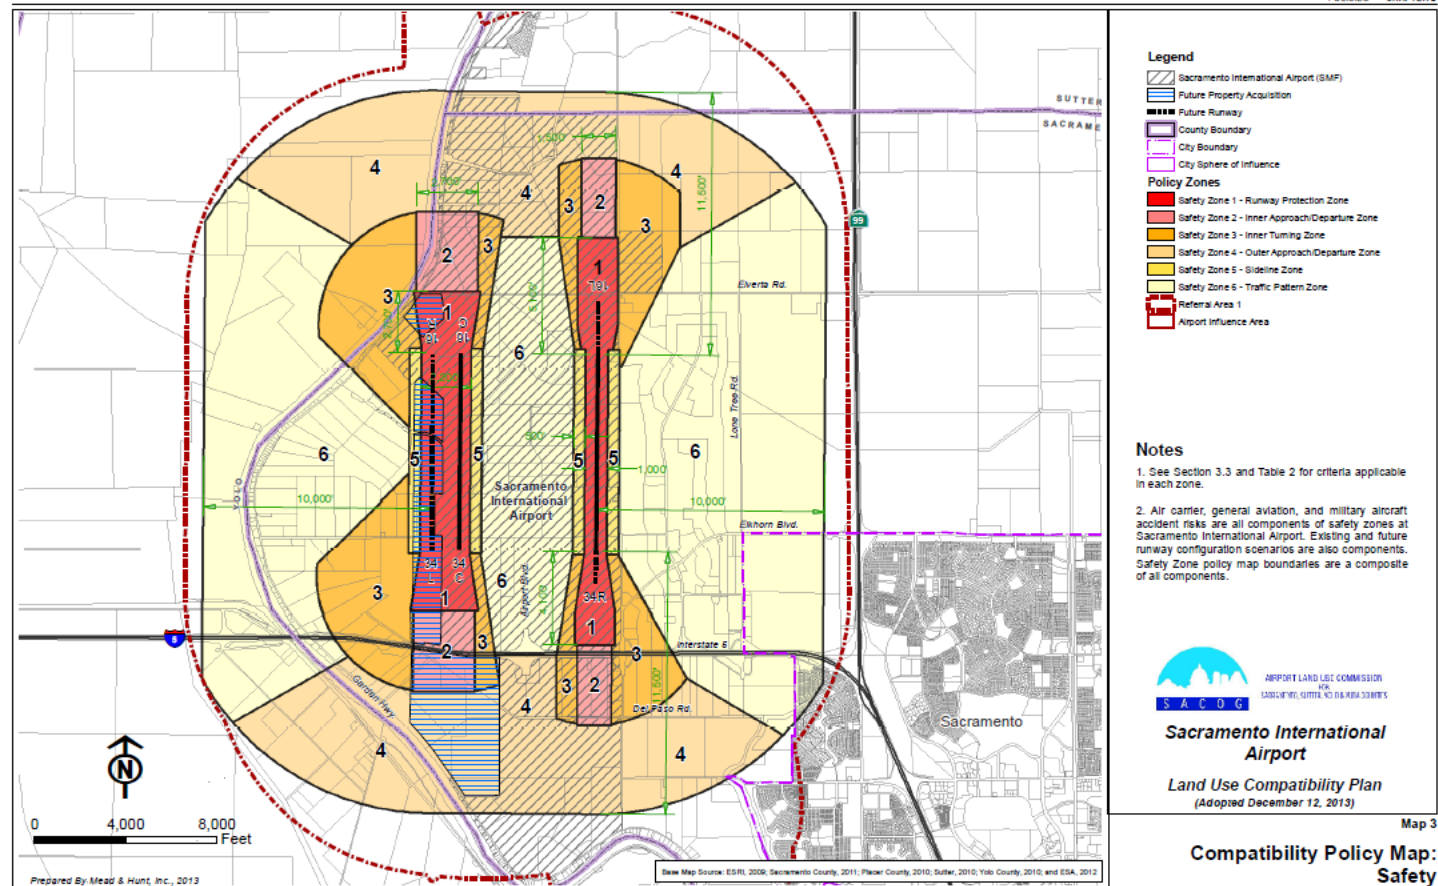 SUTTER
SACRAME
4
4
4
1,500'
11,500'
3
2
3
3
2
3
1
16L
99
Elverta Rd.
1
16
R
16
C
6
Lone Tree Rd.
6
6
5
5
5
5
500'
1,000'
YOLO
10,000'
10,000'
Sacramento
International
Airport
Elkhorn Blvd.
34
L
34
C
1
6
Airport Blvd.
34R
1
3
5
2
3
3
2
3
Interstate 5
11,500'
Garden Hwy
4
Del Paso Rd.
4
4
Sacramento
N
0 4,000 8,000
Feet
Prepared By: Mead & Hunt, Inc., 2013
Base Map Source: ESRI, 2009; Sacramento County, 2011; Placer County, 2010; Sutter, 2010; Yolo County, 2010; and ESA, 2012
Legend
Sacramento International Airport (SMF)
Future Property Acquisition
Future Runway
County Boundary
City Boundary
City Sphere of Influence
Policy Zones
Safety Zone 1 - Runway Protection Zone
Safety Zone 2 - Inner Approach/Departure Zone
Safety Zone 3 - Inner Turning Zone
Safety Zone 4 - Outer Approach/Departure Zone
Safety Zone 5 - Sideline Zone
Safety Zone 6 - Traffic Pattern Zone
Referral Area 1
Airport Influence Area
Notes
1. See Section 3.3 and Table 2 for criteria applicable
in each zone.
2. Air carrier, general aviation, and military aircraft
accident risks are all components of safety zones at
Sacramento International Airport. Existing and future
runway configuration scenarios are also components.
Safety Zone policy map boundaries are a composite
of all components.
SACOG
AIRPORT LAND USE COMMISSION
FOR
SACRAMENTO, SUTTER, YOLO & YUBA COUNTIES
Sacramento International
Airport
Land Use Compatibility Plan
(Adopted December 12, 2013)
Map 3
Compatibility Policy Map:
Safety